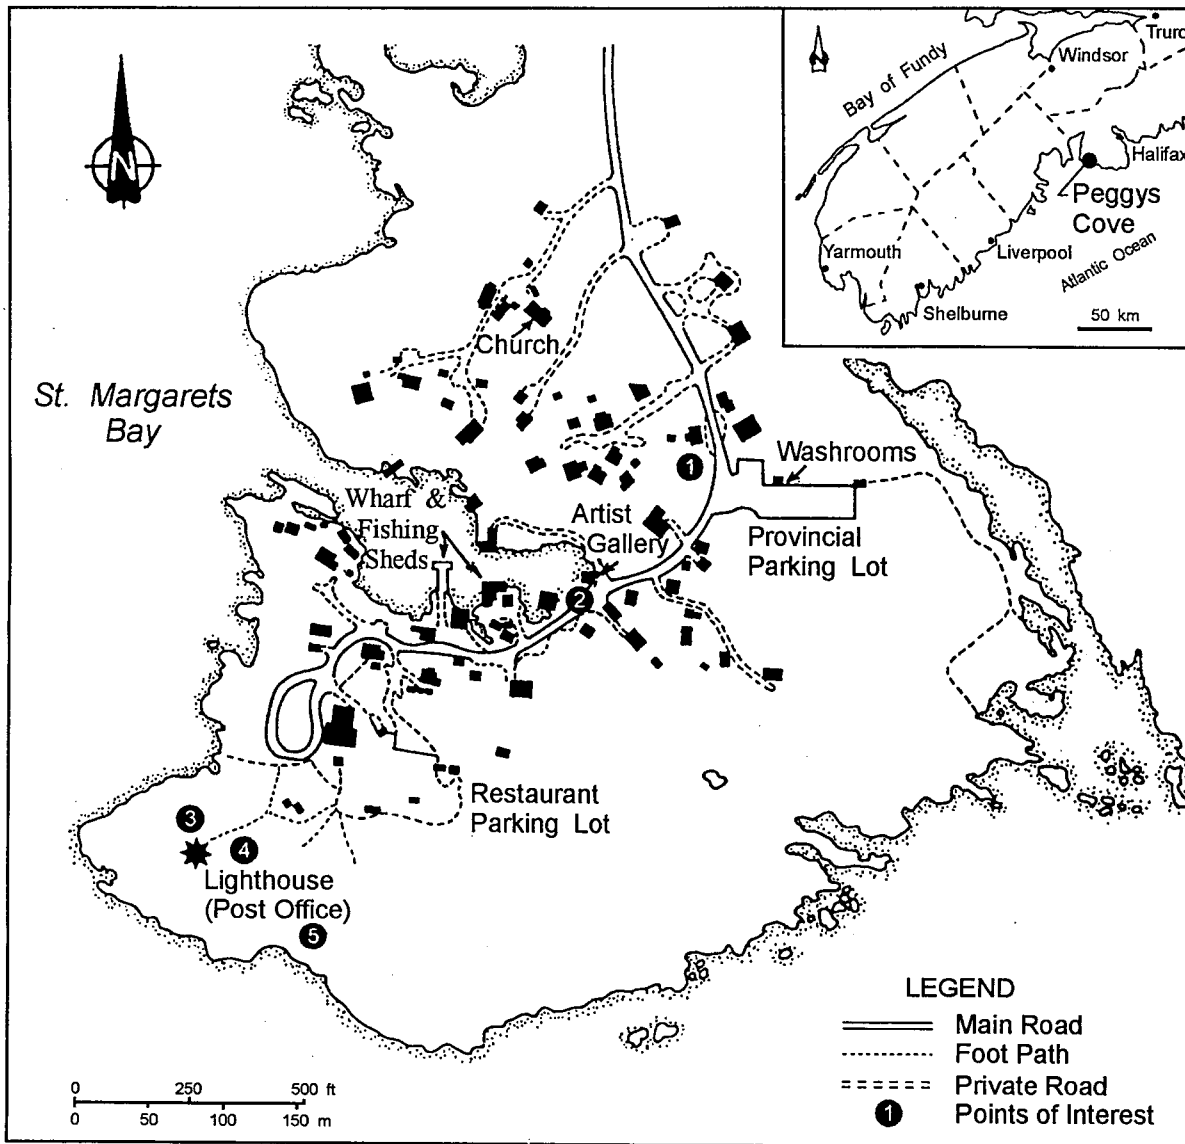 N
Bay of Fundy
Windsor
Halifax
Peggys
Cove
Yarmouth
Liverpool
Atlantic Ocean
Shelburne
50 km
Church
St. Margarets
Bay
1
Washrooms
Wharf &
Fishing
Sheds
Artist
Gallery
Provincial
Parking Lot
2
Restaurant
Parking Lot
3
4
Lighthouse
(Post Office)
5
LEGEND
Main Road
Foot Path
Private Road
1 Points of Interest
0 250 500 ft
0 50 100 150 m